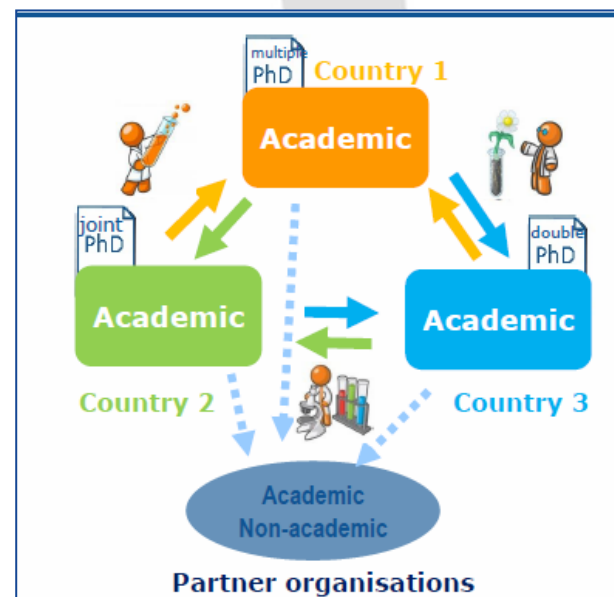 multiple
PhD
Country 1
Academic
joint
PhD
double
PhD
Academic
Academic
Country 2
Country 3
Academic
Non-academic
Partner organisations